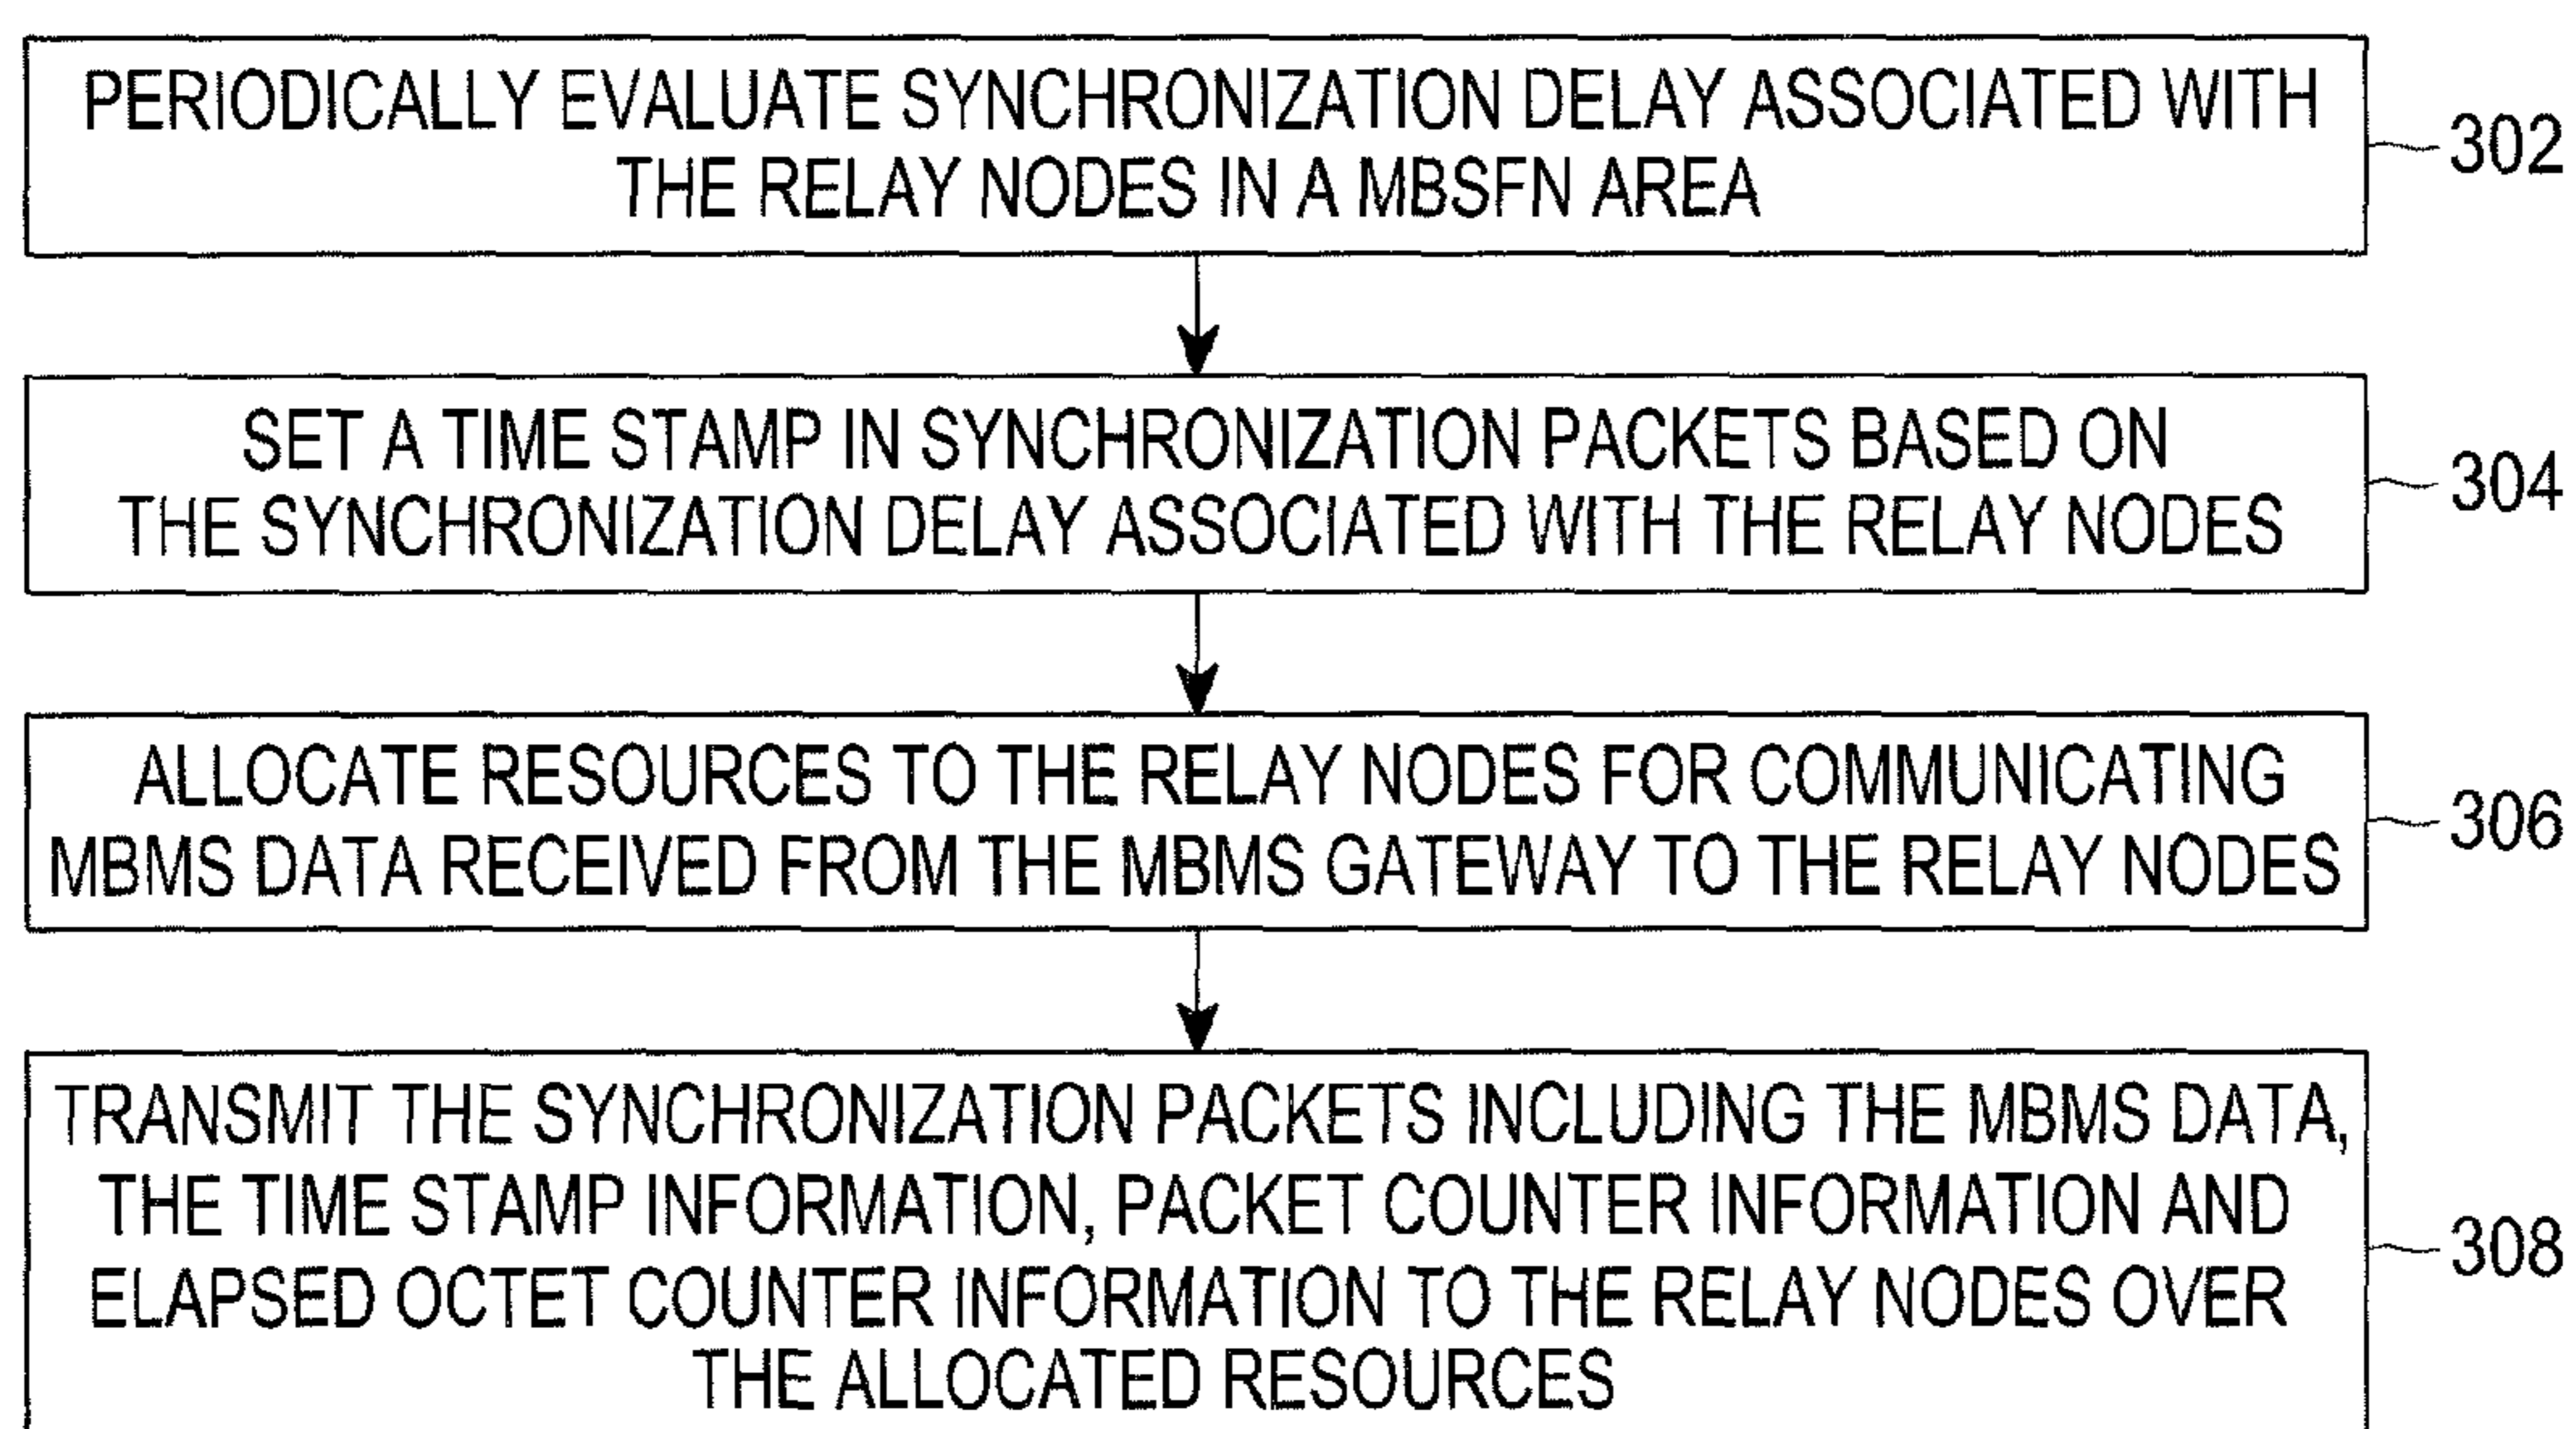 PERIODICALLY EVALUATE SYNCHRONIZATION DELAY ASSOCIATED WITH
THE RELAY NODES IN A MBSFN AREA
302
SET A TIME STAMP IN SYNCHRONIZATION PACKETS BASED ON
THE SYNCHRONIZATION DELAY ASSOCIATED WITH THE RELAY NODES
304
ALLOCATE RESOURCES TO THE RELAY NODES FOR COMMUNICATING
MBMS DATA RECEIVED FROM THE MBMS GATEWAY TO THE RELAY NODES
306
TRANSMIT THE SYNCHRONIZATION PACKETS INCLUDING THE MBMS DATA,
THE TIME STAMP INFORMATION, PACKET COUNTER INFORMATION AND
ELAPSED OCTET COUNTER INFORMATION TO THE RELAY NODES OVER
THE ALLOCATED RESOURCES
308